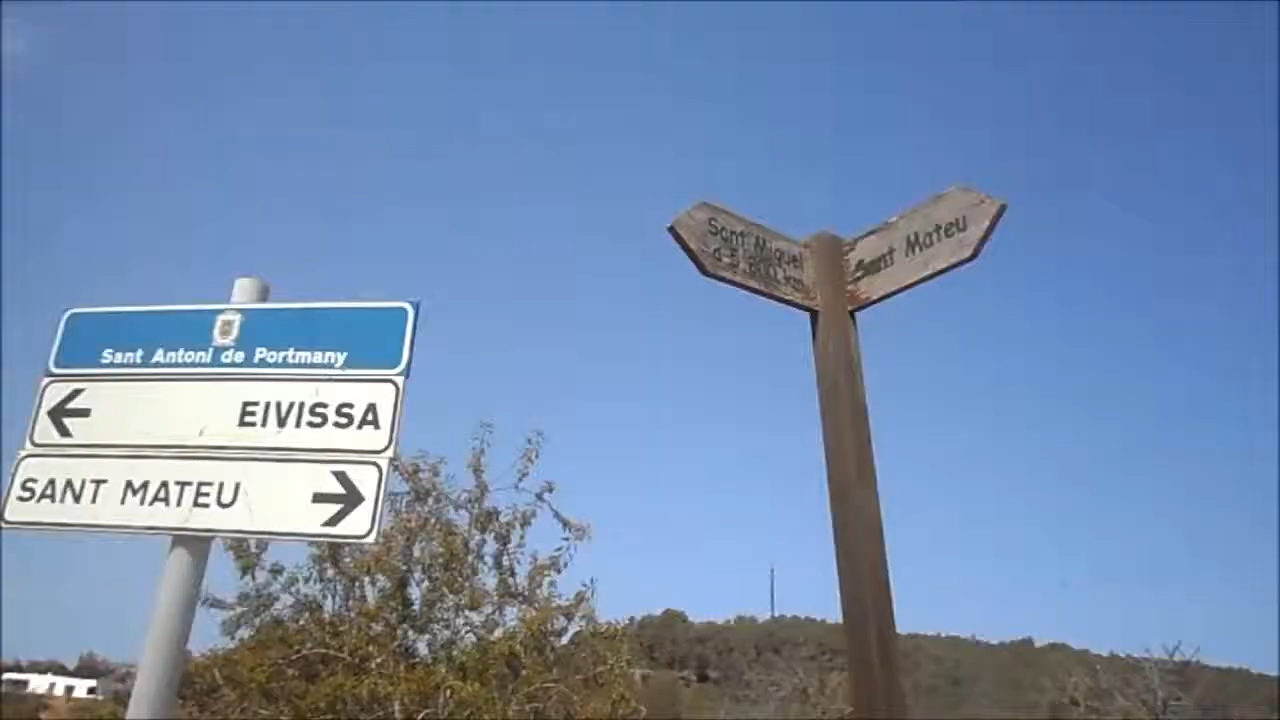 Sant Antoni de Portmany
EIVISSA
SANT MATEU
Sant Miquel
Sant Mateu